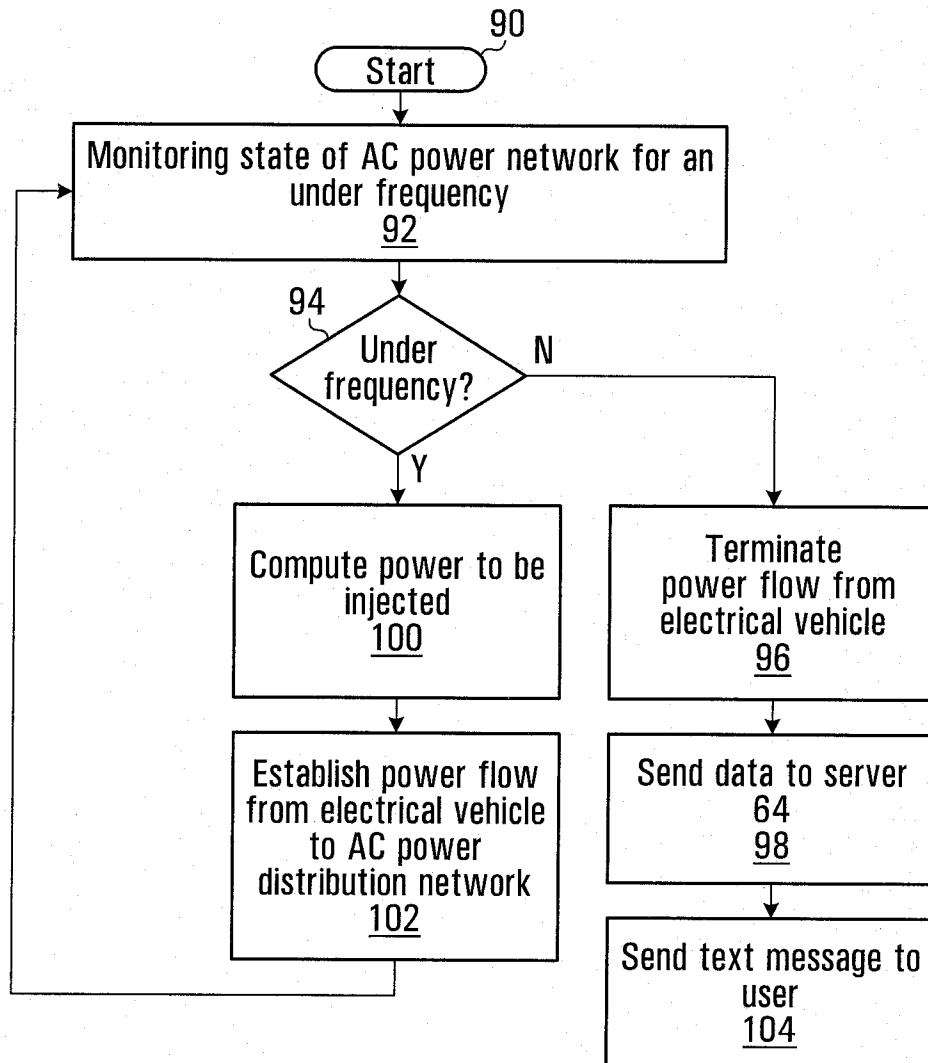 90
Start
Monitoring state of AC power network for an
under frequency
92
94
Under
frequency?
N
Y
Compute power to be
injected
100
Terminate
power flow from
electrical vehicle
96
Establish power flow
from electrical vehicle
to AC power
distribution network
102
Send data to server
64
98
Send text message to
user
104